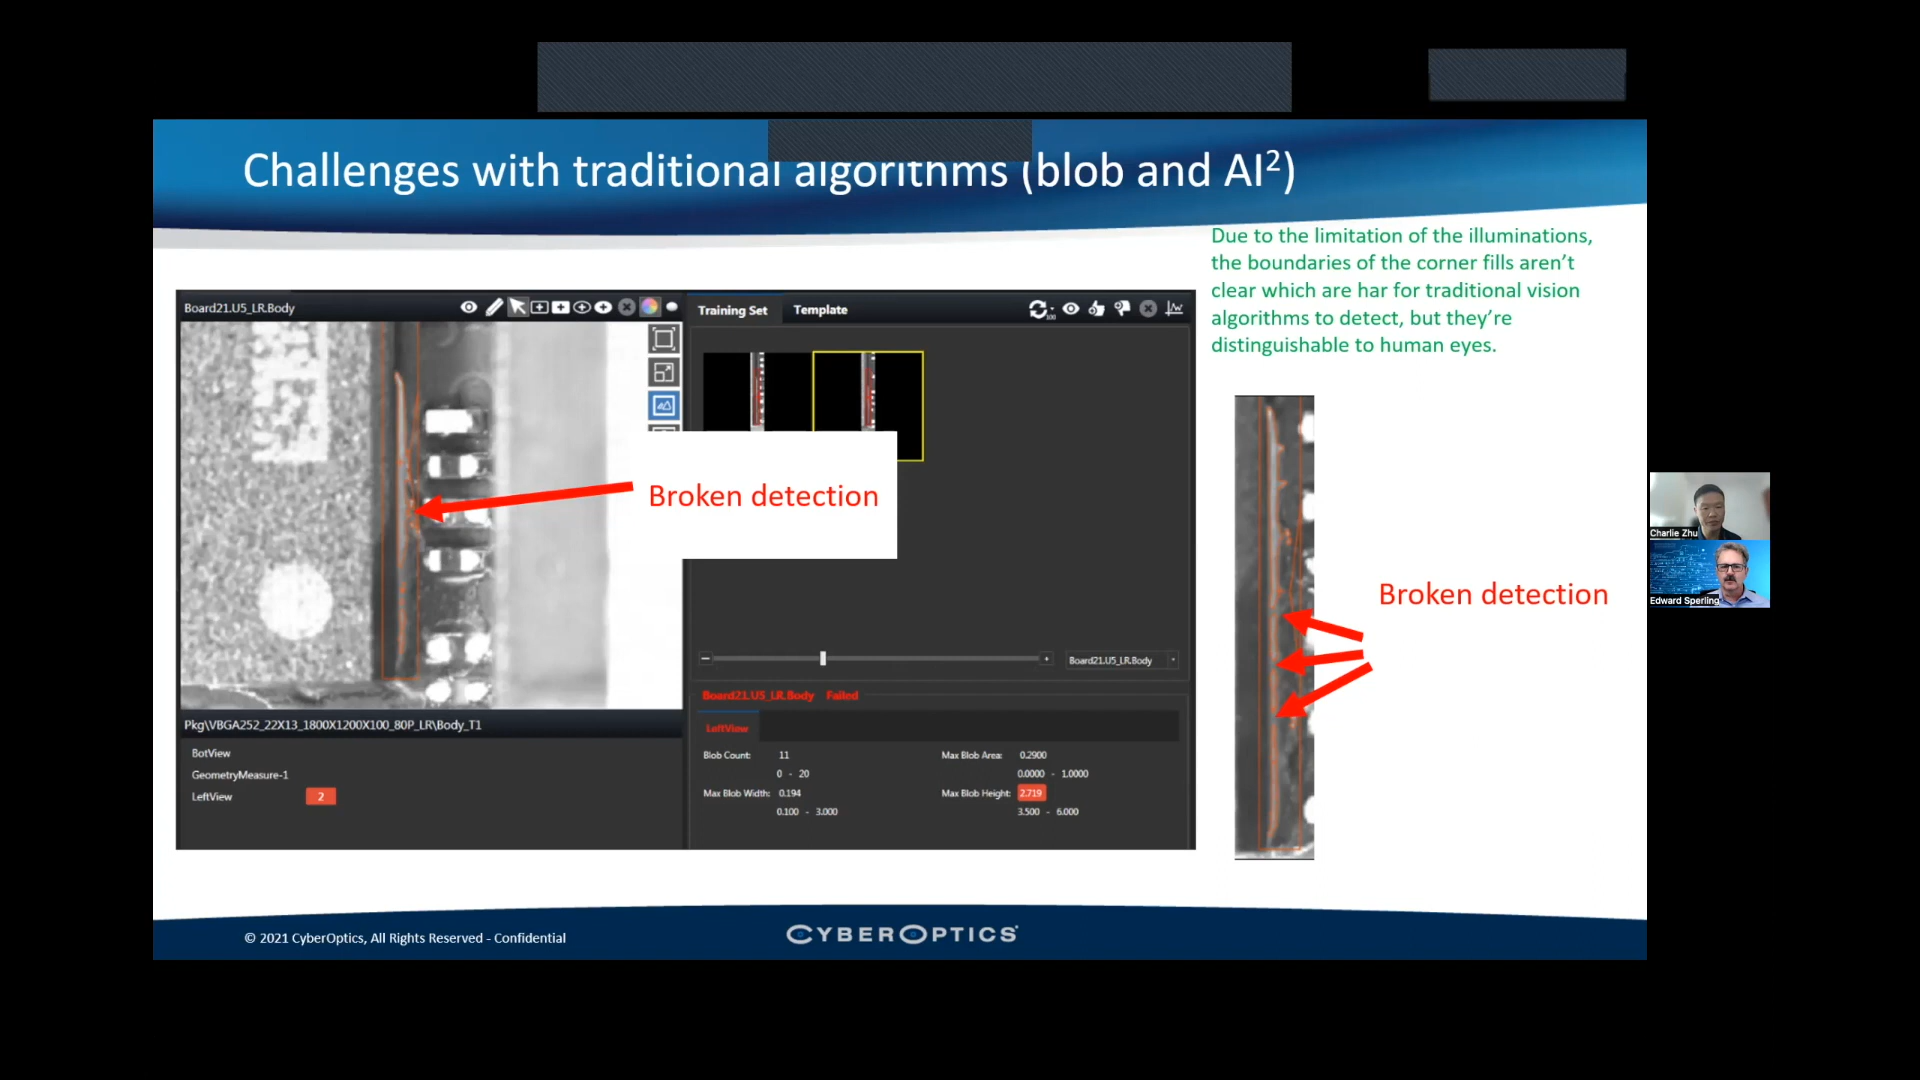 Challenges with traditional algorithms (blob and AI²)
Due to the limitation of the illuminations,
the boundaries of the corner fills aren't
clear which are har for traditional vision
algorithms to detect, but they're
distinguishable to human eyes.
Board21.U5_LR.Body
Training Set Template
100
Broken detection
Broken detection
Charlie Zhu
Edward Sperling
Board21.U5_LR.Body
Board21.U5_LR.Body Failed
Pkg\VBGA252_22X13_1800X1200X100_80P_LR\Body_T1
LeftView
BotView
GeometryMeasure-1
LeftView 2
Blob Count: 11 Max Blob Area: 0.2900
0 - 20 0.0000 - 1.0000
Max Blob Width: 0.194 Max Blob Height: 2.719
0.100 - 3.000 3.500 - 6.000
© 2021 CyberOptics, All Rights Reserved - Confidential
CYBEROPTICS